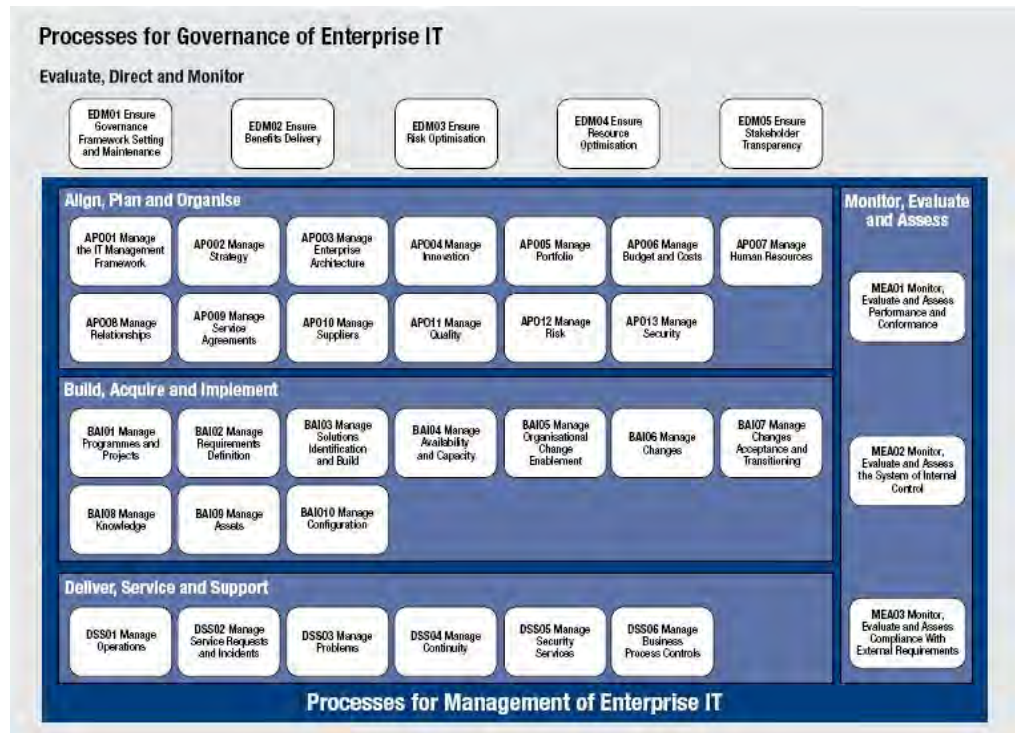 Processes for Governance of Enterprise IT
Evaluate, Direct and Monitor
EDM01 Ensure
Governance
Framework Setting
and Maintenance
EDM02 Ensure
Benefits Delivery
EDM03 Ensure
Risk Optimisation
EDM04 Ensure
Resource
Optimisation
EDM05 Ensure
Stakeholder
Transparency
Align, Plan and Organise
APO01 Manage
the IT Management
Framework
APO02 Manage
Strategy
APO03 Manage
Enterprise
Architecture
APO04 Manage
Innovation
APO05 Manage
Portfolio
APO06 Manage
Budget and Costs
APO07 Manage
Human Resources
APO08 Manage
Relationships
APO09 Manage
Service
Agreements
APO10 Manage
Suppliers
APO11 Manage
Quality
APO12 Manage
Risk
APO13 Manage
Security
Build, Acquire and Implement
BAI01 Manage
Programmes and
Projects
BAI02 Manage
Requirements
Definition
BAI03 Manage
Solutions
Identification
and Build
BAI04 Manage
Availability
and Capacity
BAI05 Manage
Organisational
Change
Enablement
BAI06 Manage
Changes
BAI07 Manage
Changes
Acceptance and
Transitioning
BAI08 Manage
Knowledge
BAI09 Manage
Assets
BAI010 Manage
Configuration
Deliver, Service and Support
DSS01 Manage
Operations
DSS02 Manage
Service Requests
and Incidents
DSS03 Manage
Problems
DSS04 Manage
Continuity
DSS05 Manage
Security
Services
DSS06 Manage
Business
Process Controls
Monitor, Evaluate
and Assess
MEA01 Monitor,
Evaluate and Assess
Performance and
Conformance
MEA02 Monitor,
Evaluate and Assess
the System of Internal
Control
MEA03 Monitor,
Evaluate and Assess
Compliance With
External Requirements
Processes for Management of Enterprise IT